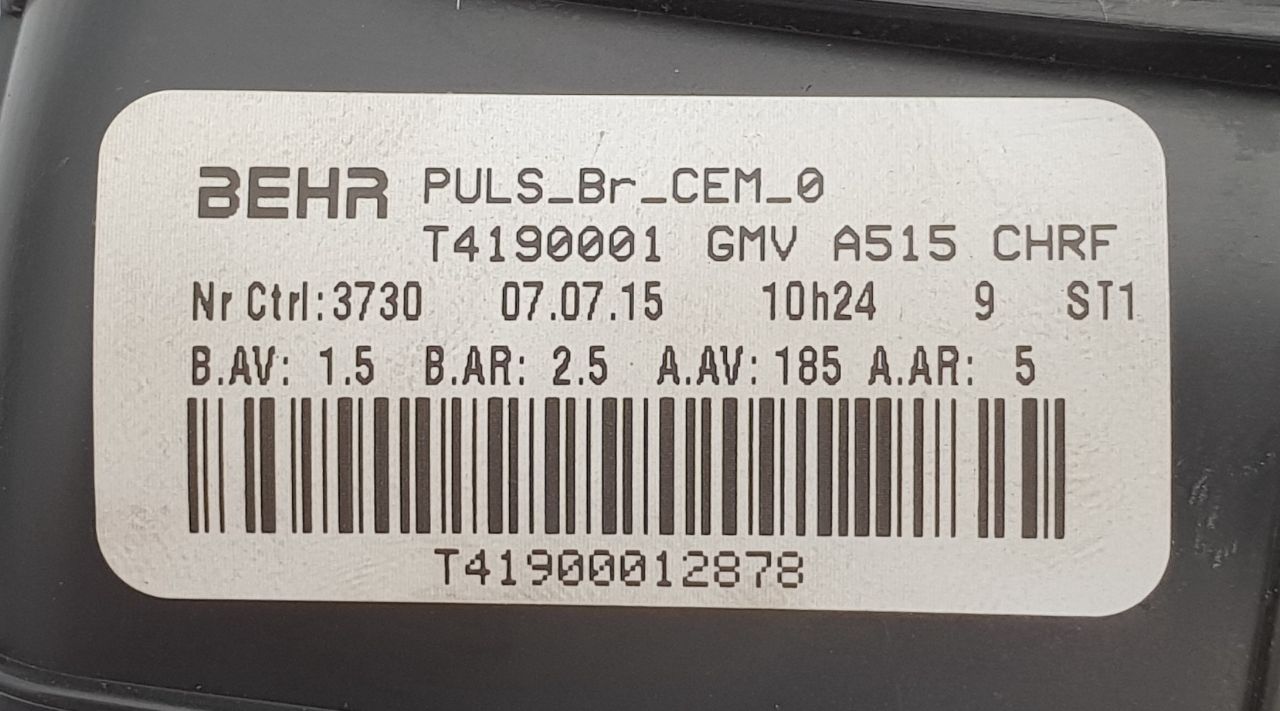 BEHR PULS_Br_CEM_0
T4190001 GMV A515 CHRF
Nr Ctrl:3730 07.07.15 10h24 9 ST1
B.AV: 1.5 B.AR: 2.5 A.AV: 185 A.AR: 5
T41900012878